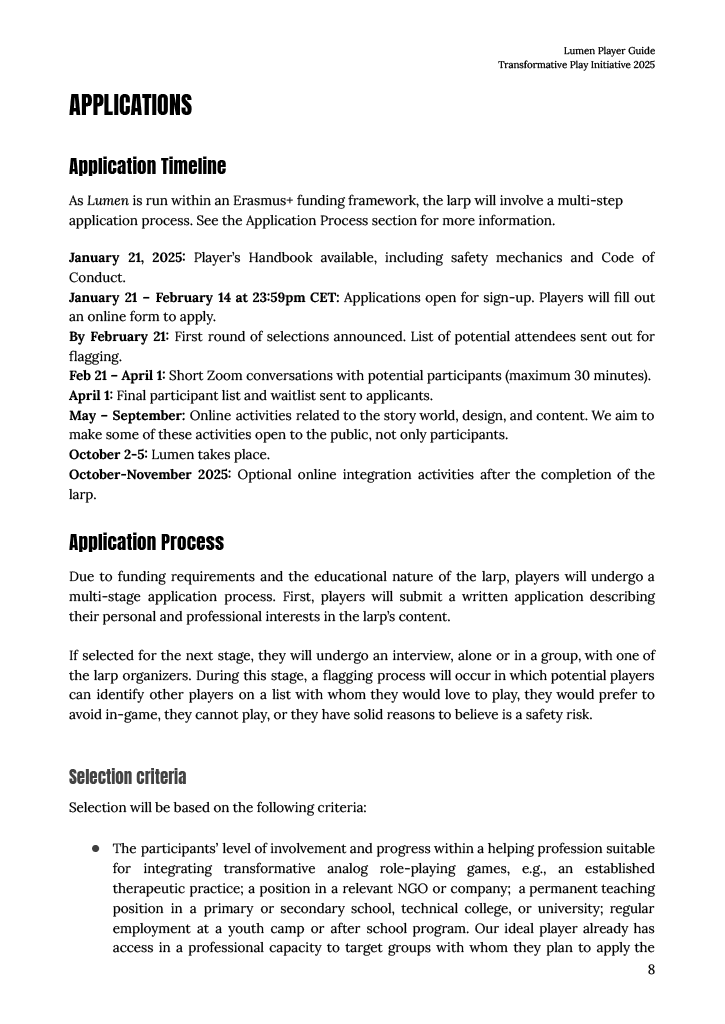 Lumen Player Guide
Transformative Play Initiative 2025
APPLICATIONS
Application Timeline
As Lumen is run within an Erasmus+ funding framework, the larp will involve a multi-step
application process. See the Application Process section for more information.
January 21, 2025: Player's Handbook available, including safety mechanics and Code of
Conduct.
January 21 – February 14 at 23:59pm CET: Applications open for sign-up. Players will fill out
an online form to apply.
By February 21: First round of selections announced. List of potential attendees sent out for
flagging.
Feb 21 – April 1: Short Zoom conversations with potential participants (maximum 30 minutes).
April 1: Final participant list and waitlist sent to applicants.
May – September: Online activities related to the story world, design, and content. We aim to
make some of these activities open to the public, not only participants.
October 2-5: Lumen takes place.
October-November 2025: Optional online integration activities after the completion of the
larp.
Application Process
Due to funding requirements and the educational nature of the larp, players will undergo a
multi-stage application process. First, players will submit a written application describing
their personal and professional interests in the larp's content.
If selected for the next stage, they will undergo an interview, alone or in a group, with one of
the larp organizers. During this stage, a flagging process will occur in which potential players
can identify other players on a list with whom they would love to play, they would prefer to
avoid in-game, they cannot play, or they have solid reasons to believe is a safety risk.
Selection criteria
Selection will be based on the following criteria:
● The participants' level of involvement and progress within a helping profession suitable
for integrating transformative analog role-playing games, e.g., an established
therapeutic practice; a position in a relevant NGO or company; a permanent teaching
position in a primary or secondary school, technical college, or university; regular
employment at a youth camp or after school program. Our ideal player already has
access in a professional capacity to target groups with whom they plan to apply the
8